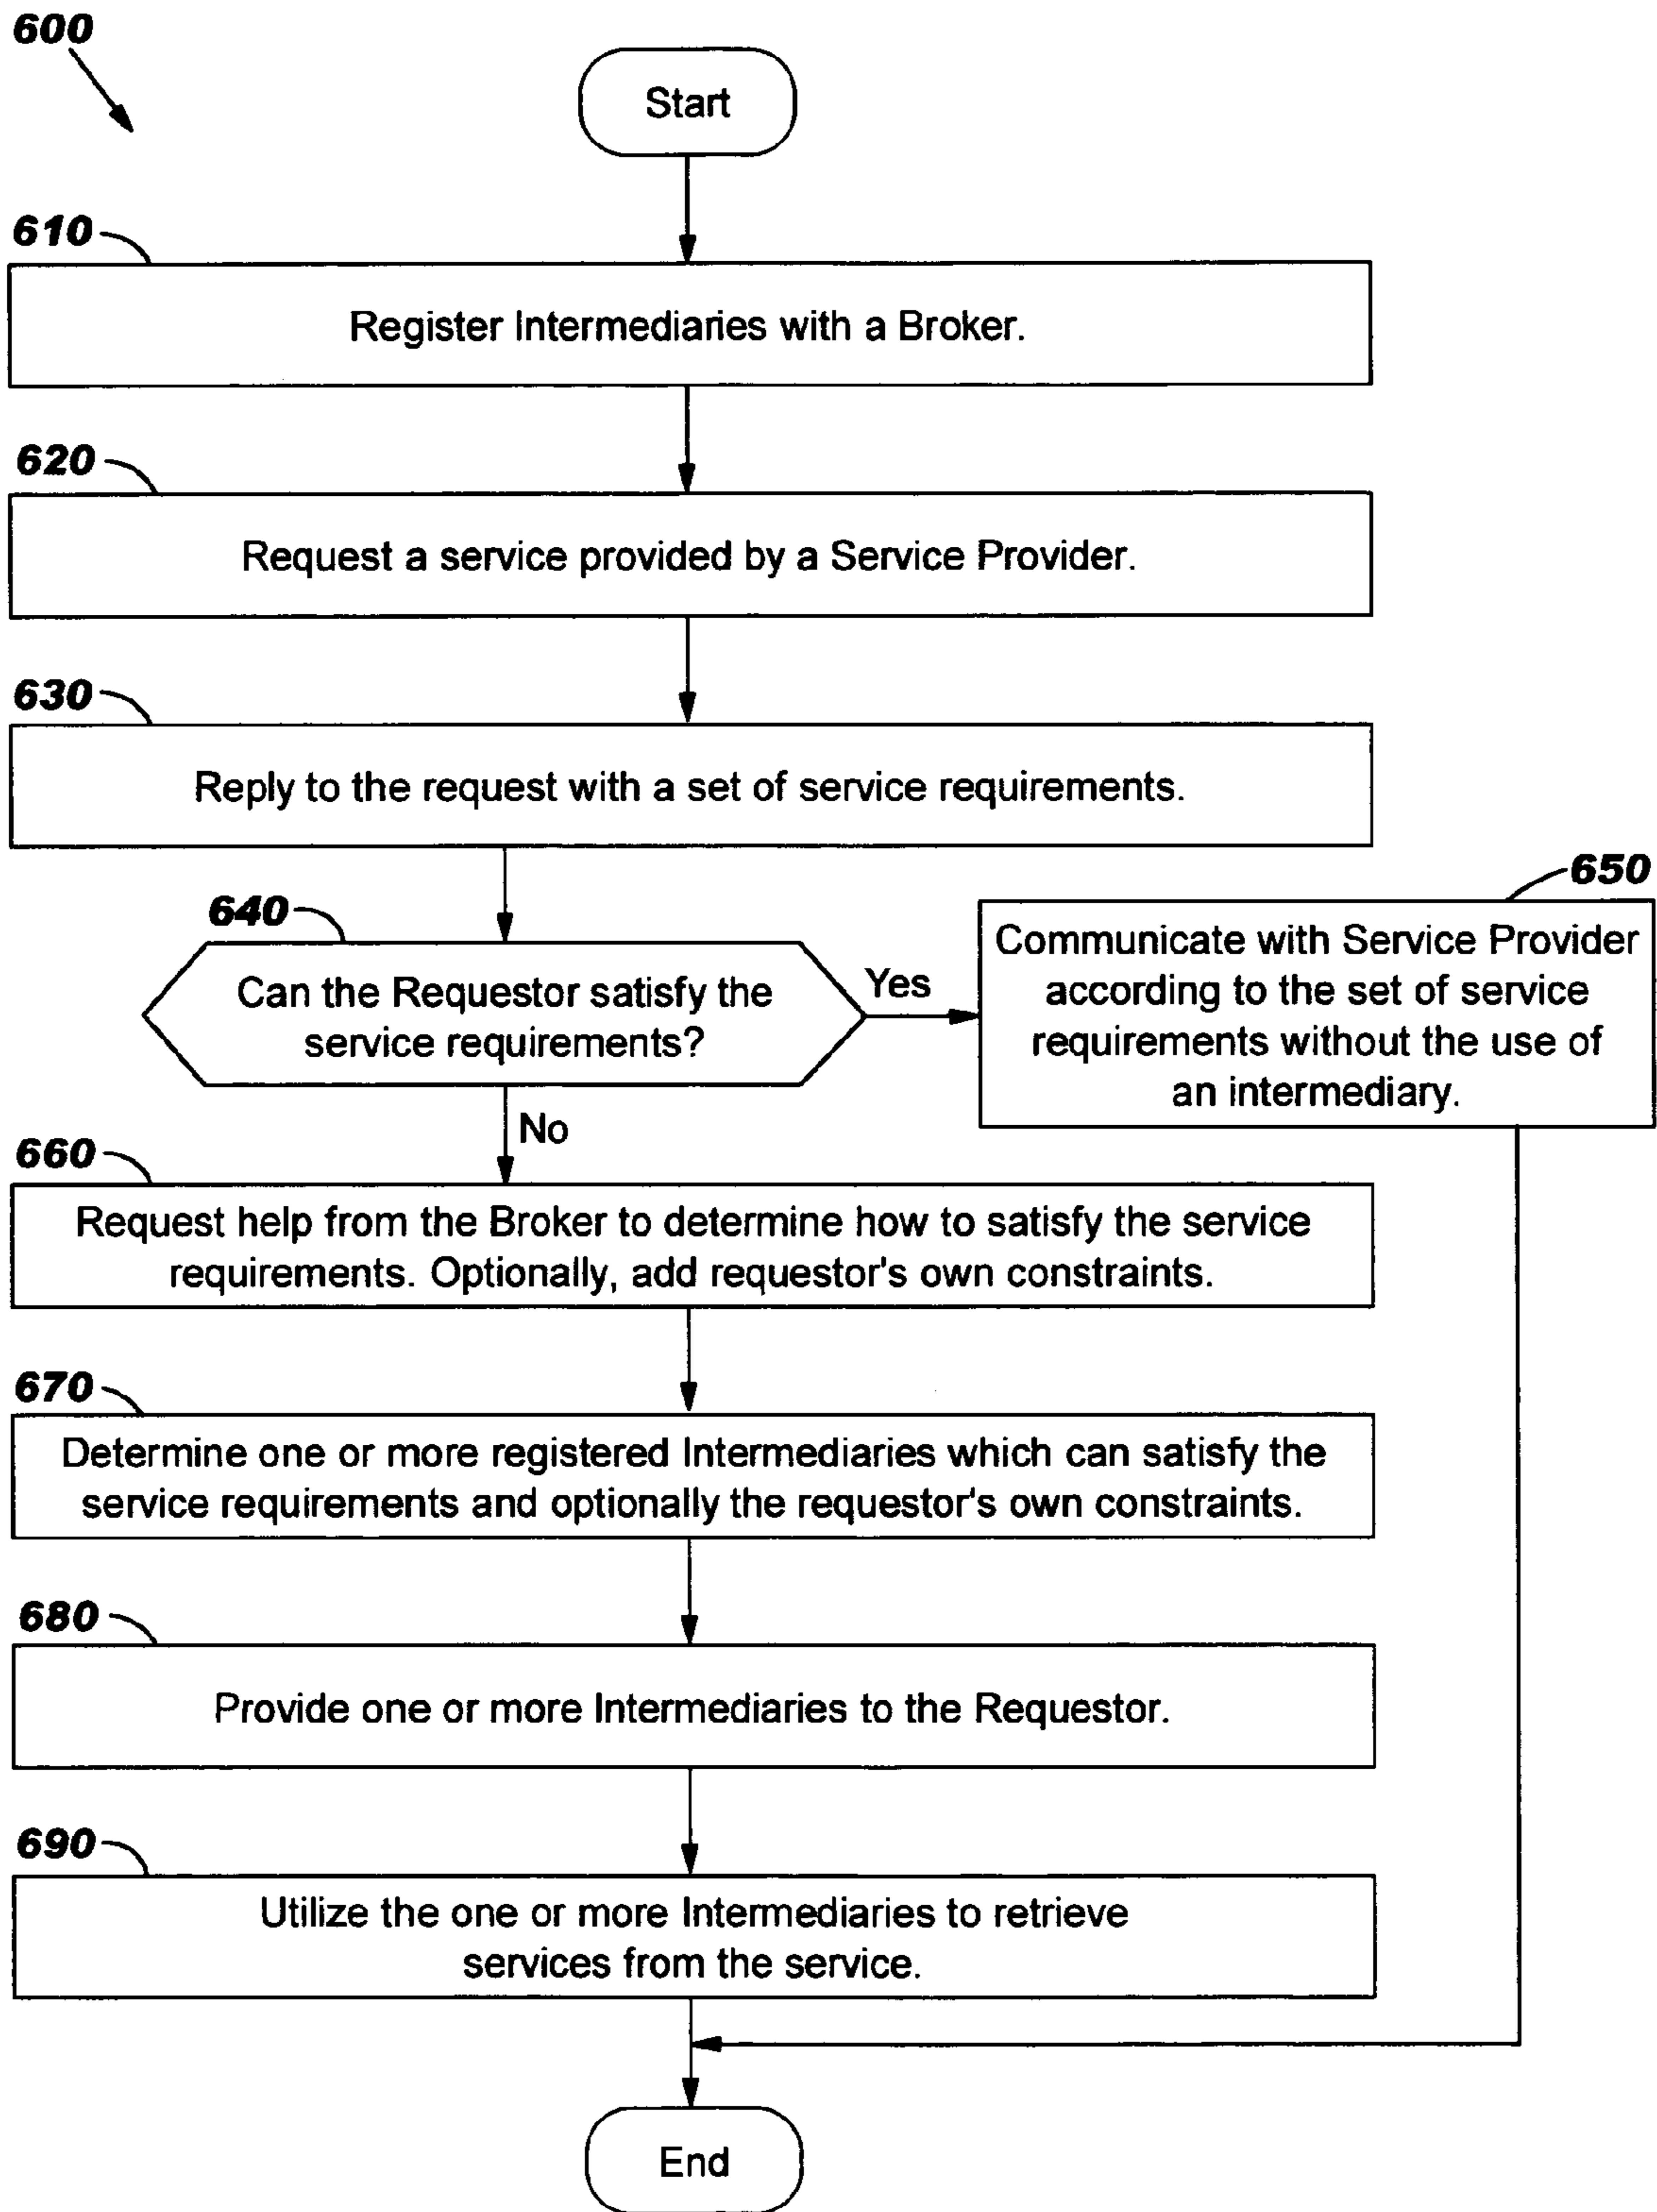 600
Start
610
Register Intermediaries with a Broker.
620
Request a service provided by a Service Provider.
630
Reply to the request with a set of service requirements.
640
Can the Requestor satisfy the
service requirements?
Yes
650
Communicate with Service Provider
according to the set of service
requirements without the use of
an intermediary.
No
660
Request help from the Broker to determine how to satisfy the service
requirements. Optionally, add requestor's own constraints.
670
Determine one or more registered Intermediaries which can satisfy the
service requirements and optionally the requestor's own constraints.
680
Provide one or more Intermediaries to the Requestor.
690
Utilize the one or more Intermediaries to retrieve
services from the service.
End